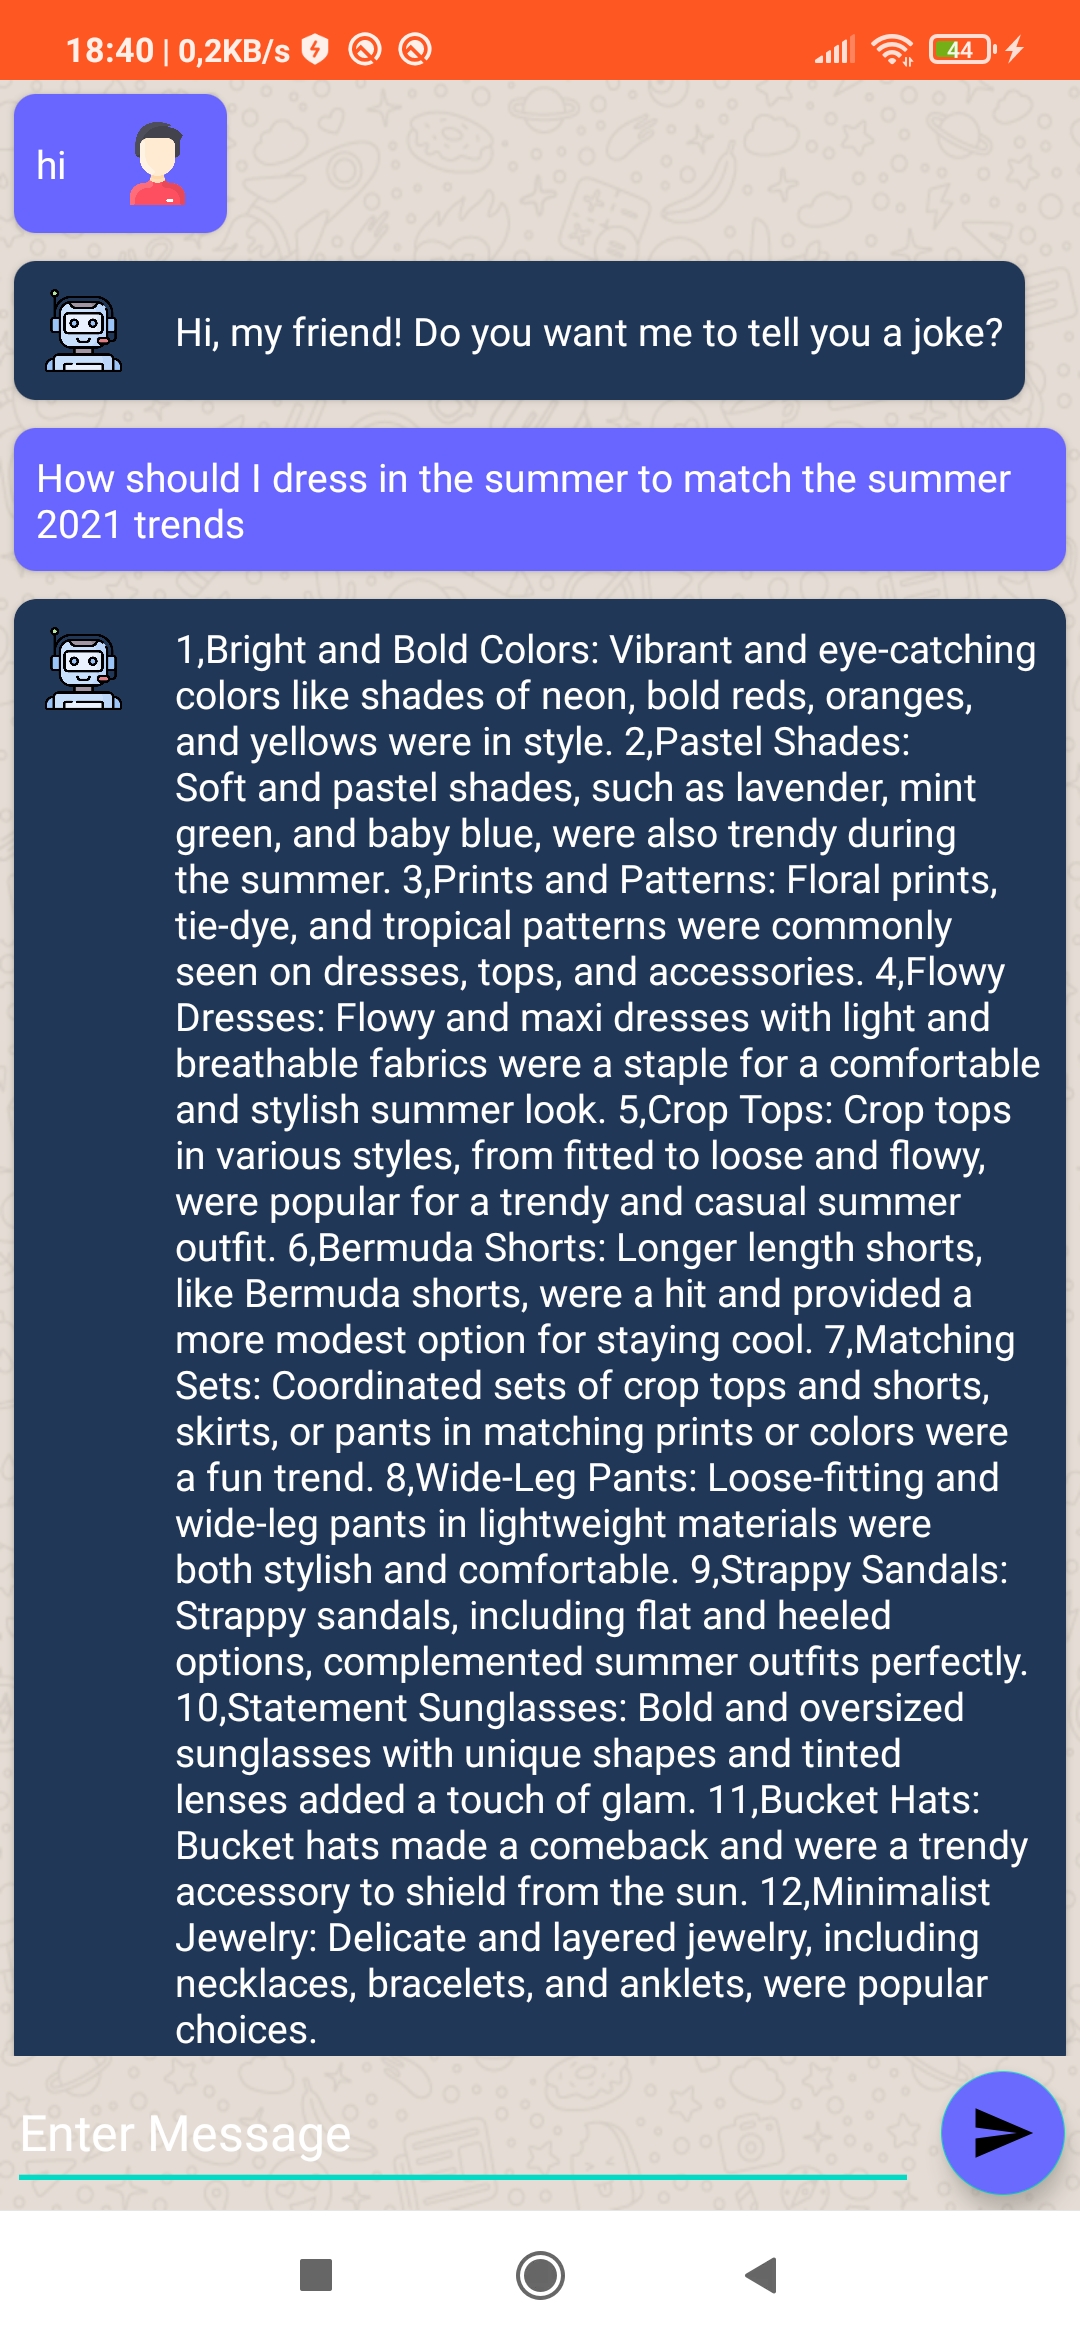 18:40 | 0,2KB/s
44
hi
Hi, my friend! Do you want me to tell you a joke?
How should I dress in the summer to match the summer
2021 trends
1,Bright and Bold Colors: Vibrant and eye-catching
colors like shades of neon, bold reds, oranges,
and yellows were in style. 2,Pastel Shades:
Soft and pastel shades, such as lavender, mint
green, and baby blue, were also trendy during
the summer. 3,Prints and Patterns: Floral prints,
tie-dye, and tropical patterns were commonly
seen on dresses, tops, and accessories. 4,Flowy
Dresses: Flowy and maxi dresses with light and
breathable fabrics were a staple for a comfortable
and stylish summer look. 5,Crop Tops: Crop tops
in various styles, from fitted to loose and flowy,
were popular for a trendy and casual summer
outfit. 6,Bermuda Shorts: Longer length shorts,
like Bermuda shorts, were a hit and provided a
more modest option for staying cool. 7,Matching
Sets: Coordinated sets of crop tops and shorts,
skirts, or pants in matching prints or colors were
a fun trend. 8,Wide-Leg Pants: Loose-fitting and
wide-leg pants in lightweight materials were
both stylish and comfortable. 9,Strappy Sandals:
Strappy sandals, including flat and heeled
options, complemented summer outfits perfectly.
10,Statement Sunglasses: Bold and oversized
sunglasses with unique shapes and tinted
lenses added a touch of glam. 11,Bucket Hats:
Bucket hats made a comeback and were a trendy
accessory to shield from the sun. 12,Minimalist
Jewelry: Delicate and layered jewelry, including
necklaces, bracelets, and anklets, were popular
choices.
Enter Message